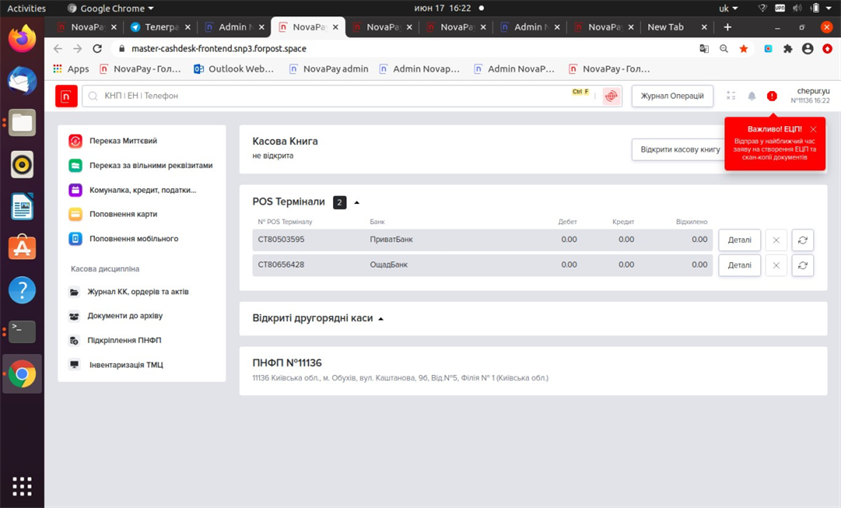 Activities
Google Chrome
июн 17 16:22
uk
NovaPay
Телегра
Admin N
NovaPay
NovaPay
NovaPay
Admin N
NovaPay
New Tab
master-cashdesk-frontend.snp3.forpost.space
Apps
NovaPay - Гол...
Outlook Web...
NovaPay admin
Admin Novap...
Admin NovaP...
NovaPay - Гол...
КНП | ЕН | Телефон
Ctrl F
Журнал Операцій
chepur.yu
№11136 16:22
Важливо! ЕЦП!
Відправ у найближчий час
заяву на створення ЕЦП та
скан-копії документів
Переказ Миттєвий
Переказ за вільними реквізитами
Комуналка, кредит, податки...
Поповнення карти
Поповнення мобільного
Касова дисципліна
Журнал КК, ордерів та актів
Документи до архіву
Підкріплення ПНФП
Інвентаризація ТМЦ
Касова Книга
не відкрита
Відкрити касову книгу
POS Термінали 2
№ POS Терміналу Банк Дебет Кредит Відхилено
CT80503595 ПриватБанк 0.00 0.00 0.00 Деталі
CT80656428 ОщадБанк 0.00 0.00 0.00 Деталі
Відкриті другорядні каси
ПНФП №11136
11136 Київська обл., м. Обухів, вул. Каштанова, 9б, Від.№5, Філія № 1 (Київська обл.)